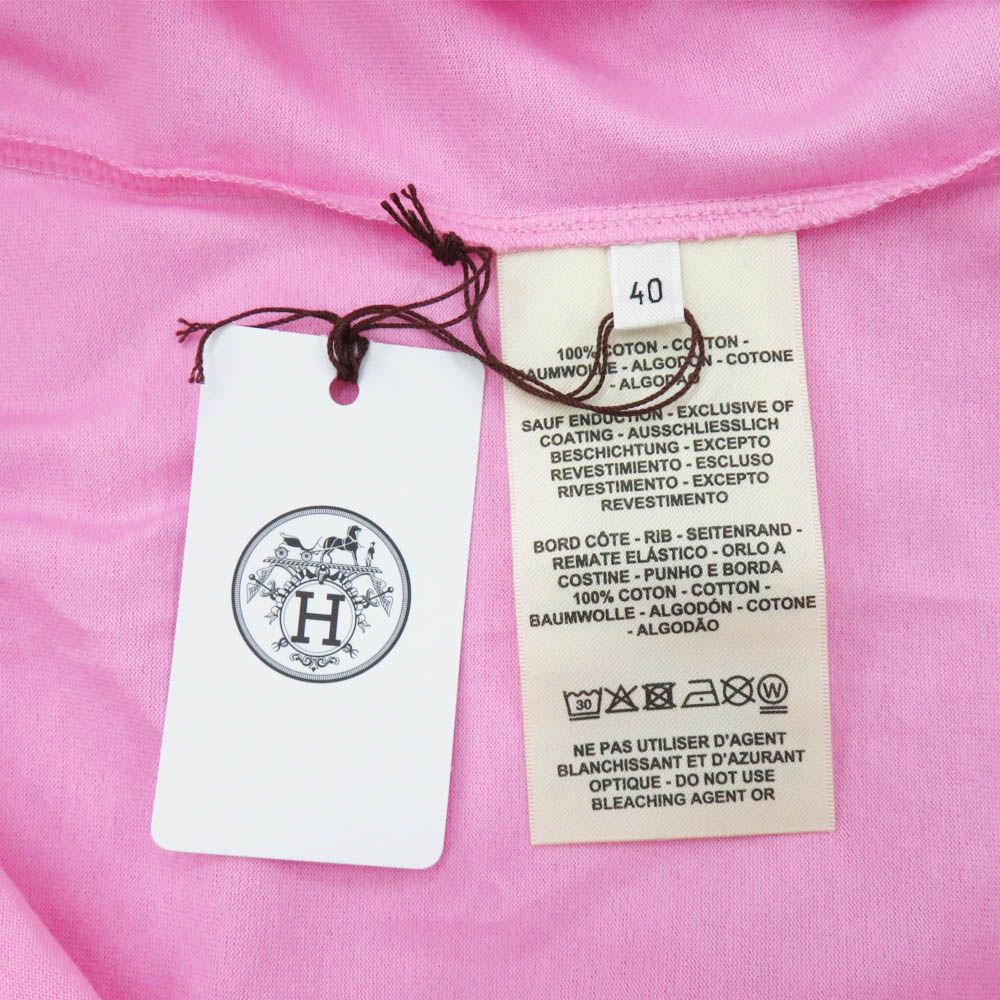 40
100% COTON - COTTON -
BAUMWOLLE - ALGODÓN - COTONE
- ALGODÃO
SAUF ENDUCTION - EXCLUSIVE OF
COATING - AUSSCHLIESSLICH
BESCHICHTUNG - EXCEPTO
REVESTIMIENTO - ESCLUSO
RIVESTIMENTO - EXCEPTO
REVESTIMENTO
BORD CÔTE - RIB - SEITENRAND -
REMATE ELÁSTICO - ORLO A
COSTINE - PUNHO E BORDA
100% COTON - COTTON -
BAUMWOLLE - ALGODÓN - COTONE
- ALGODÃO
30 W
NE PAS UTILISER D'AGENT
BLANCHISSANT ET D'AZURANT
OPTIQUE - DO NOT USE
BLEACHING AGENT OR
H